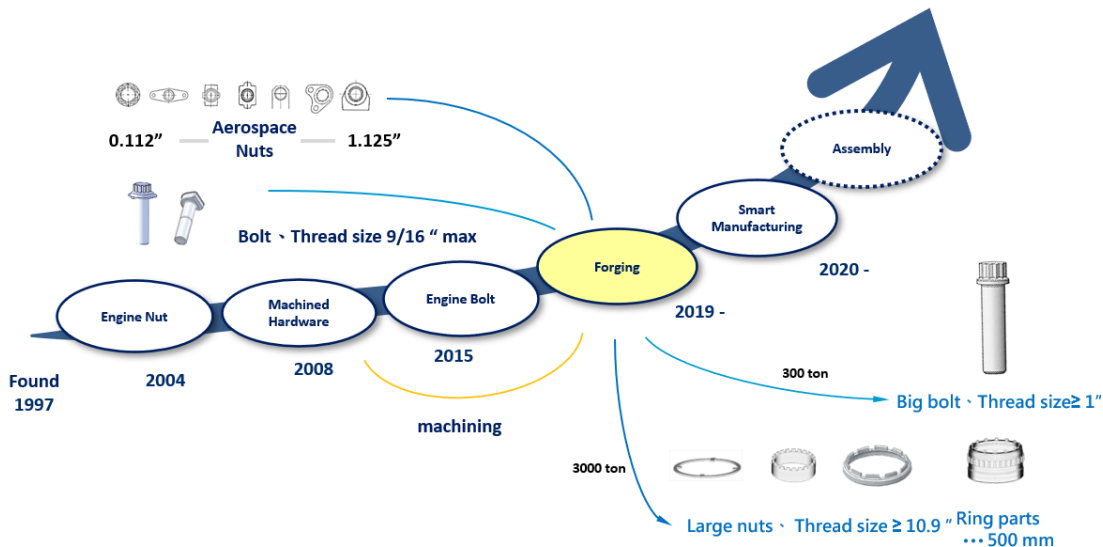 0.112”
Aerospace
Nuts
1.125”
Bolt、Thread size 9/16 “ max
Assembly
Smart
Manufacturing
2020 -
Forging
2019 -
Engine Bolt
2015
Machined
Hardware
2008
Engine Nut
2004
Found
1997
machining
300 ton
Big bolt、Thread size≧ 1”
3000 ton
Large nuts、 Thread size ≧ 10.9 ”
Ring parts
… 500 mm